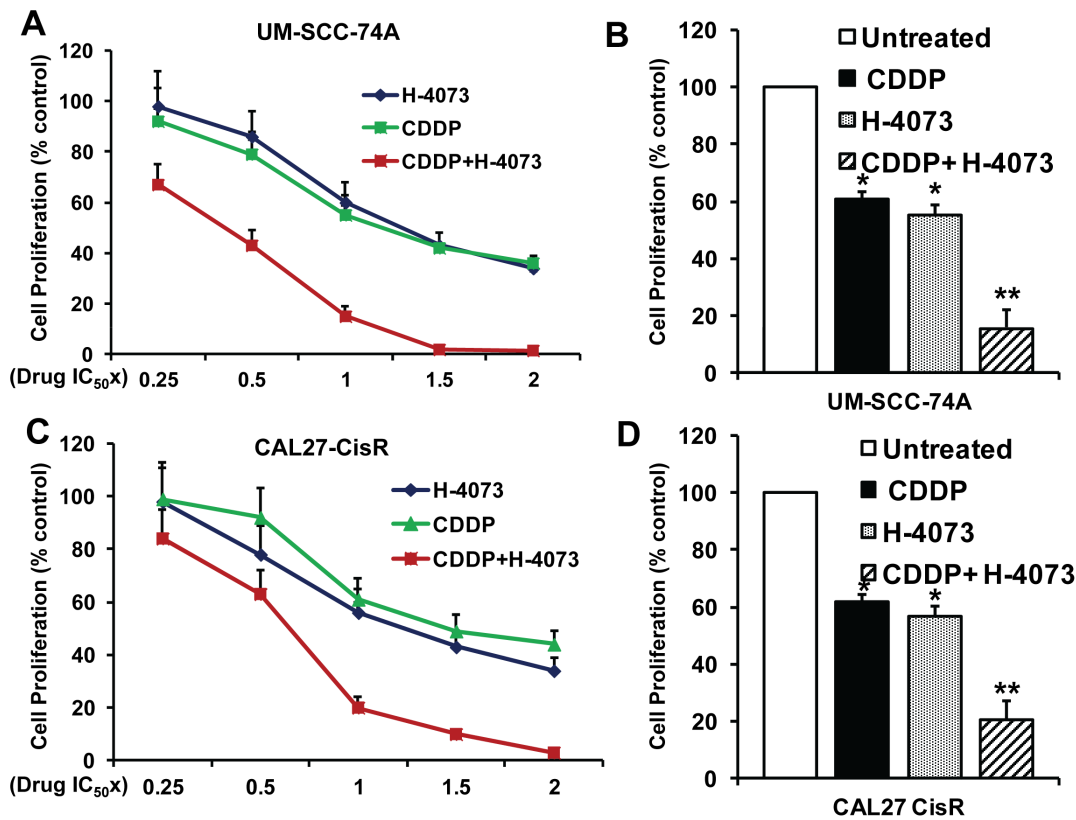 A
UM-SCC-74A
Cell Proliferation (% control)
120
100
80
60
40
20
0
H-4073
CDDP
CDDP+H-4073
(Drug IC50x) 0.25 0.5 1 1.5 2
B
Cell Proliferation (% control)
120
100
80
60
40
20
0
Untreated
CDDP
H-4073
CDDP+H-4073
*
*
**
UM-SCC-74A
C
CAL27-CisR
Cell Proliferation (% control)
120
100
80
60
40
20
0
H-4073
CDDP
CDDP+H-4073
(Drug IC50x) 0.25 0.5 1 1.5 2
D
Cell Proliferation (% control)
120
100
80
60
40
20
0
Untreated
CDDP
H-4073
CDDP+H-4073
*
*
**
CAL27 CisR